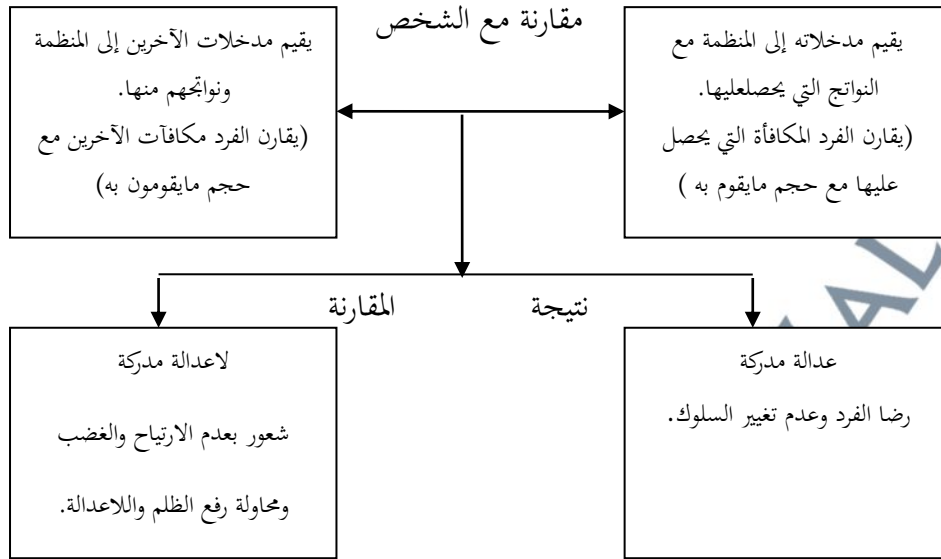 مقارنة مع الشخص
يقيم مدخلاته إلى المنظمة مع
النواتج التي يحصلعليها.
(يقارن الفرد المكافأة التي يحصل
عليها مع حجم مايقوم به )
يقيم مدخلات الآخرين إلى المنظمة
ونواتجهم منها.
(يقارن الفرد مكافآت الآخرين مع
حجم مايقومون به)
نتيجة المقارنة
عدالة مدركة
رضا الفرد وعدم تغيير السلوك.
لاعدالة مدركة
شعور بعدم الارتياح والغضب
ومحاولة رفع الظلم واللاعدالة.